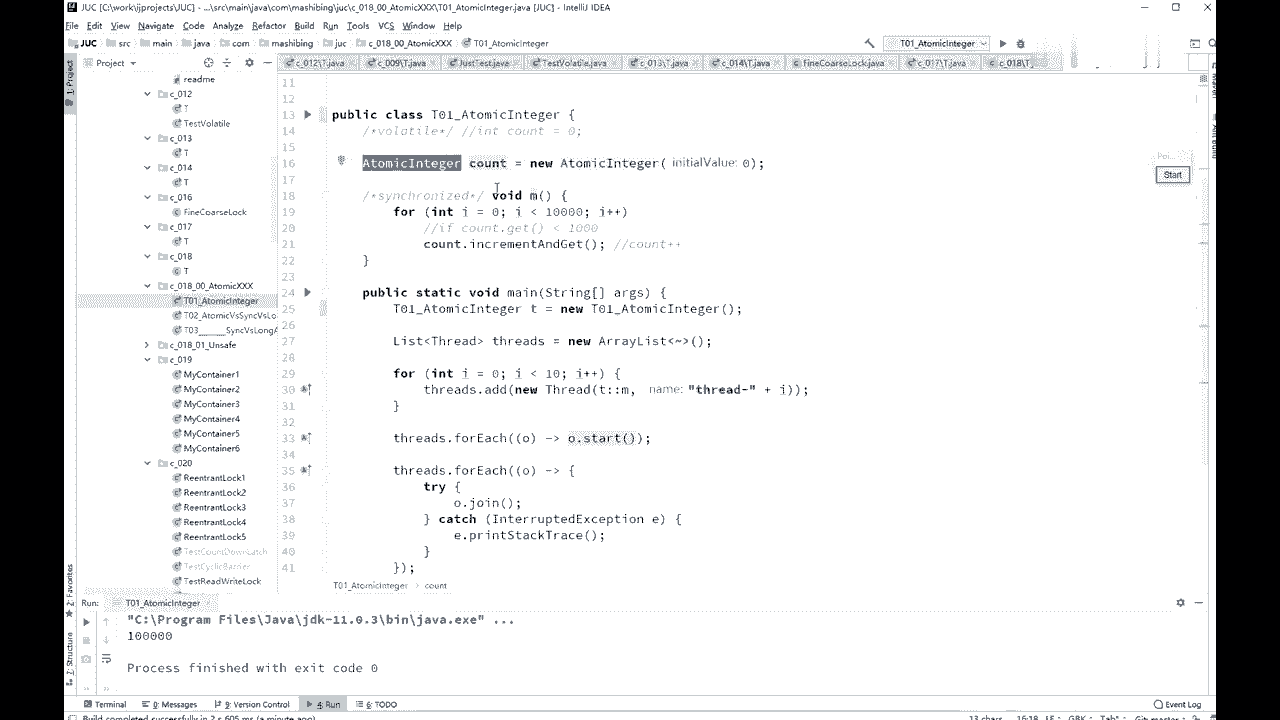 JUC [C:\work\ijprojects\JUC] - ...\src\main\java\com\mashibing\juc\c_018_00_AtomicXXX\T01_AtomicInteger.java [JUC] - IntelliJ IDEA
File Edit View Navigate Code Analyze Refactor Build Run Tools VCS Window Help
JUC src main java com mashibing juc c_018_00_AtomicXXX T01_AtomicInteger T01_AtomicInteger
Project c_012\T.java c_009\T.java JustTest.java TestVolatile.java c_013\T.java c_014\T.java FineCoarseLock.java c_017\T.java c_018\T
1: Project
readme
c_012
T
TestVolatile
c_013
T
c_014
T
c_016
FineCoarseLock
c_017
T
c_018
T
c_018_00_AtomicXXX
T01_AtomicInteger
T02_AtomicVsSyncVsLo
T03______SyncVsLongA
c_018_01_Unsafe
c_019
MyContainer1
MyContainer2
MyContainer3
MyContainer4
MyContainer5
MyContainer6
c_020
ReentrantLock1
ReentrantLock2
ReentrantLock3
ReentrantLock4
ReentrantLock5
TestCountDownLatch
TestCyclicBarrier
TestReadWriteLock
11
12
13 public class T01_AtomicInteger {
14 /*volatile*/ //int count = 0;
15
16 AtomicInteger count = new AtomicInteger( initialValue: 0);
17
18 /*synchronized*/ void m() {
19 for (int i = 0; i < 10000; i++)
20 //if count.get() < 1000
21 count.incrementAndGet(); //count++
22 }
23
24 public static void main(String[] args) {
25 T01_AtomicInteger t = new T01_AtomicInteger();
26
27 List<Thread> threads = new ArrayList<~>();
28
29 for (int i = 0; i < 10; i++) {
30 threads.add(new Thread(t::m, name: "thread-" + i));
31 }
32
33 threads.forEach((o) -> o.start());
34
35 threads.forEach((o) -> {
36 try {
37 o.join();
38 } catch (InterruptedException e) {
39 e.printStackTrace();
40 }
41 });
Start
T01_AtomicInteger › count
2: Favorites
7: Structure
Run: T01_AtomicInteger
"C:\Program Files\Java\jdk-11.0.3\bin\java.exe" ...
100000
Process finished with exit code 0
Terminal 0: Messages 9: Version Control 4: Run 6: TODO Event Log
Build completed successfully in 2 s 605 ms (a minute ago) 13 chars 16:18 LF GBK